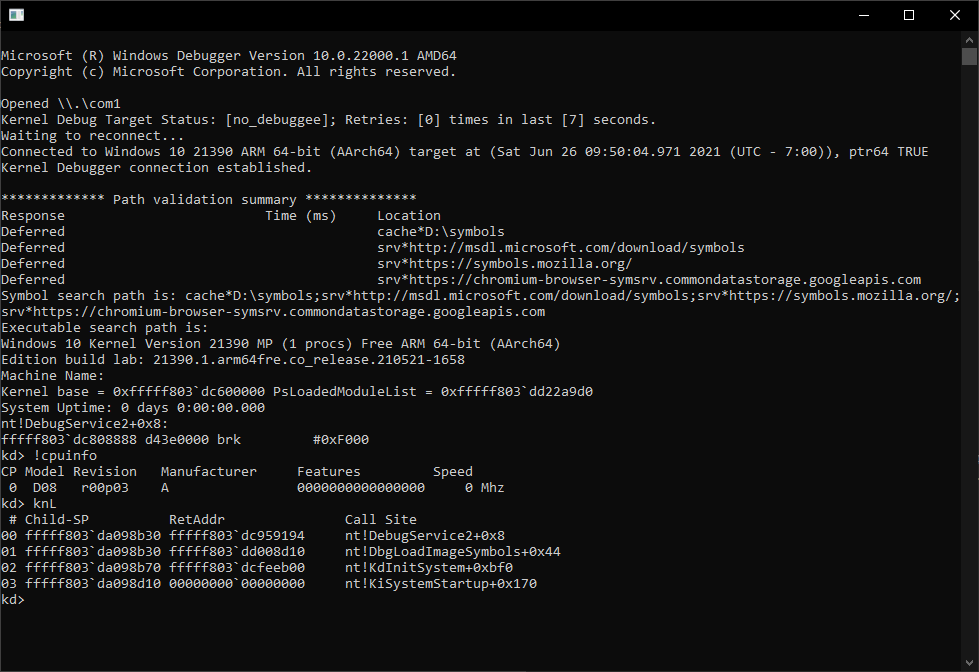 Microsoft (R) Windows Debugger Version 10.0.22000.1 AMD64
Copyright (c) Microsoft Corporation. All rights reserved.
Opened \\.\com1
Kernel Debug Target Status: [no_debuggee]; Retries: [0] times in last [7] seconds.
Waiting to reconnect...
Connected to Windows 10 21390 ARM 64-bit (AArch64) target at (Sat Jun 26 09:50:04.971 2021 (UTC - 7:00)), ptr64 TRUE
Kernel Debugger connection established.
************* Path validation summary **************
Response                         Time (ms)     Location
Deferred                                       cache*D:\symbols
Deferred                                       srv*http://msdl.microsoft.com/download/symbols
Deferred                                       srv*https://symbols.mozilla.org/
Deferred                                       srv*https://chromium-browser-symsrv.commondatastorage.googleapis.com
Symbol search path is: cache*D:\symbols;srv*http://msdl.microsoft.com/download/symbols;srv*https://symbols.mozilla.org/;
srv*https://chromium-browser-symsrv.commondatastorage.googleapis.com
Executable search path is:
Windows 10 Kernel Version 21390 MP (1 procs) Free ARM 64-bit (AArch64)
Edition build lab: 21390.1.arm64fre.co_release.210521-1658
Machine Name:
Kernel base = 0xfffff803`dc600000 PsLoadedModuleList = 0xfffff803`dd22a9d0
System Uptime: 0 days 0:00:00.000
nt!DebugService2+0x8:
fffff803`dc808888 d43e0000 brk         #0xF000
kd> !cpuinfo
CP Model Revision   Manufacturer     Features         Speed
 0  D08   r00p03    A                0000000000000000     0 Mhz
kd> knL
 # Child-SP          RetAddr               Call Site
00 fffff803`da098b30 fffff803`dc959194     nt!DebugService2+0x8
01 fffff803`da098b30 fffff803`dd008d10     nt!DbgLoadImageSymbols+0x44
02 fffff803`da098b70 fffff803`dcfeeb00     nt!KdInitSystem+0xbf0
03 fffff803`da098d10 00000000`00000000     nt!KiSystemStartup+0x170
kd>